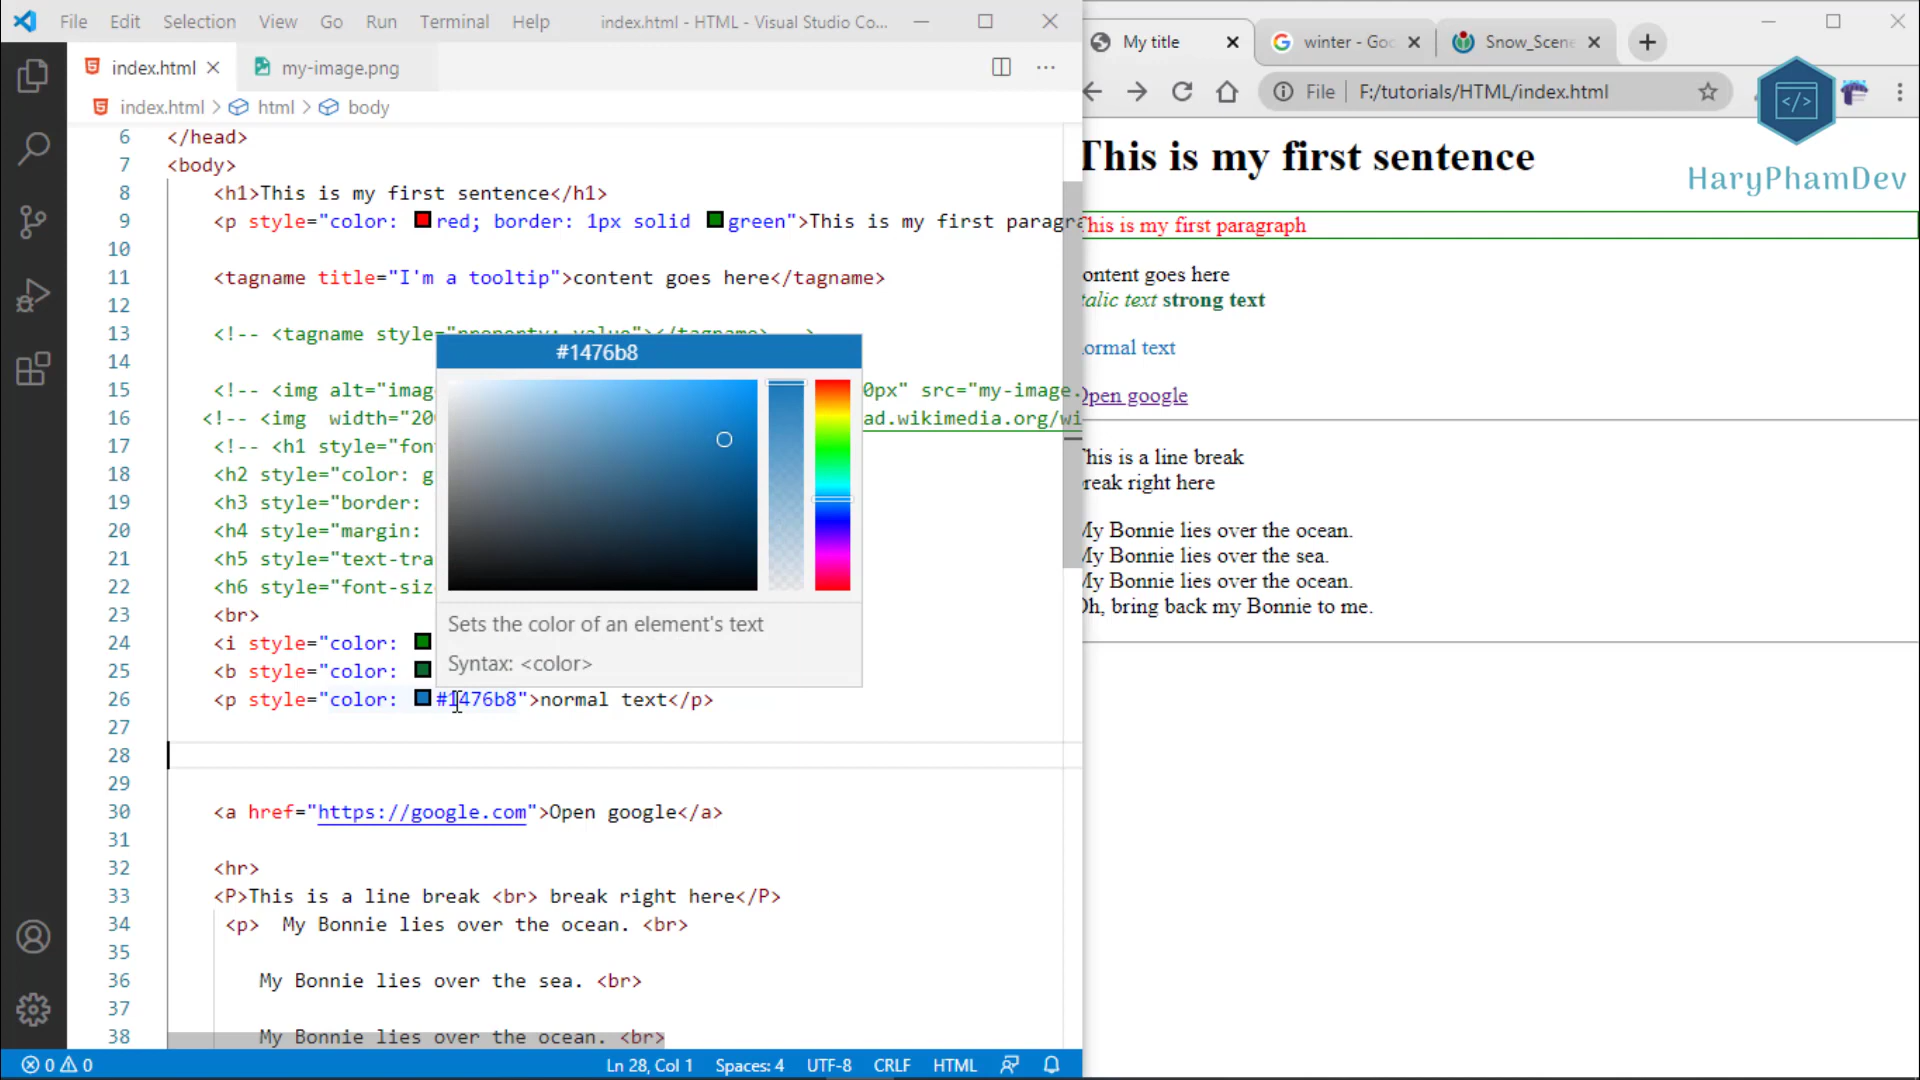 File Edit Selection View Go Run Terminal Help index.html - HTML - Visual Studio Co...
index.html my-image.png
index.html > html > body
6 </head>
7 <body>
8 <h1>This is my first sentence</h1>
9 <p style="color: red; border: 1px solid green">This is my first paragra
10
11 <tagname title="I'm a tooltip">content goes here</tagname>
12
13 <!-- <tagname style="property: value"></tagname> -->
14
15 <!-- <img alt="imag 0px" src="my-image.
16 <!-- <img width="20 ad.wikimedia.org/wi
17 <!-- <h1 style="fon
18 <h2 style="color: g
19 <h3 style="border:
20 <h4 style="margin:
21 <h5 style="text-tra
22 <h6 style="font-siz
23 <br>
24 <i style="color:
25 <b style="color:
26 <p style="color: #1476b8">normal text</p>
27
28
29
30 <a href="https://google.com">Open google</a>
31
32 <hr>
33 <P>This is a line break <br> break right here</P>
34 <p> My Bonnie lies over the ocean. <br>
35
36 My Bonnie lies over the sea. <br>
37
38 My Bonnie lies over the ocean. <br>
#1476b8
Sets the color of an element's text
Syntax: <color>
0 0 Ln 28, Col 1 Spaces: 4 UTF-8 CRLF HTML
My title winter - Goo Snow_Scene
File F:/tutorials/HTML/index.html
</>
HaryPhamDev
This is my first sentence
This is my first paragraph
content goes here
italic text strong text
normal text
Open google
This is a line break
break right here
My Bonnie lies over the ocean.
My Bonnie lies over the sea.
My Bonnie lies over the ocean.
Oh, bring back my Bonnie to me.